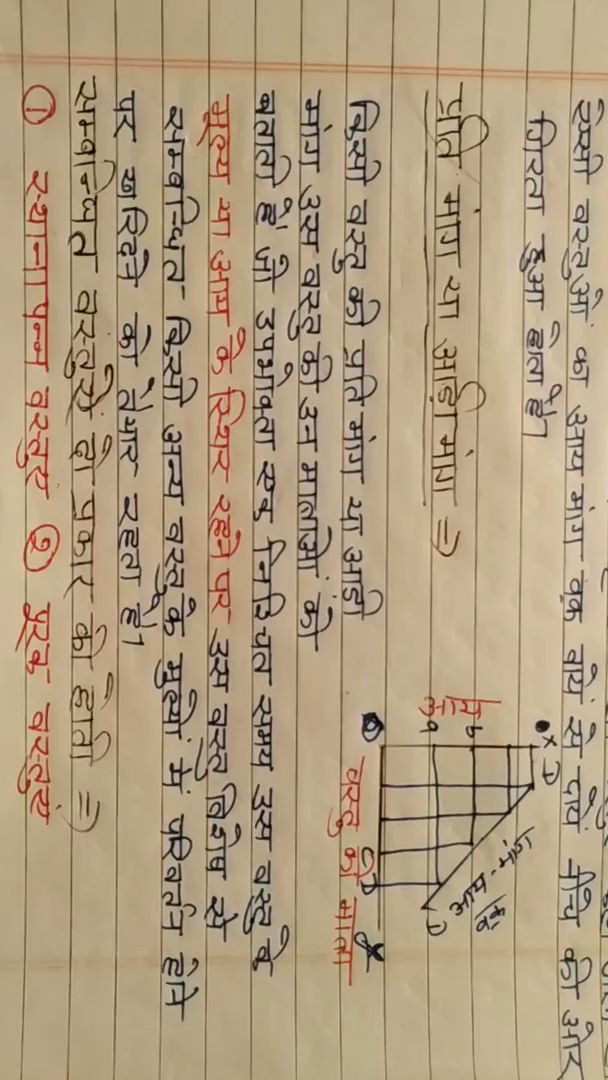 ऐसी वस्तुओं का आय मांग वक्र बायें से दायें नीचे की ओर
गिरता हुआ होता है।
प्रति मांग या आड़ी मांग ⇒
किसी वस्तु की प्रति मांग या आड़ी
मांग उस वस्तु की उन मात्राओं को
बताती है जो उपभोक्ता एक निश्चित समय उस वस्तु के
मूल्य या आय के स्थिर रहने पर उस वस्तु विशेष से
सम्बन्धित किसी अन्य वस्तु के मुल्यों में परिवर्तन होने
पर खरिदने को तैयार रहता है।
सम्बन्धित वस्तुएं दो प्रकार की होती ⇒
① स्थानापन्न वस्तुएं ② पूरक वस्तुएं
X D
b
a
D
वस्तु की मात्रा
X